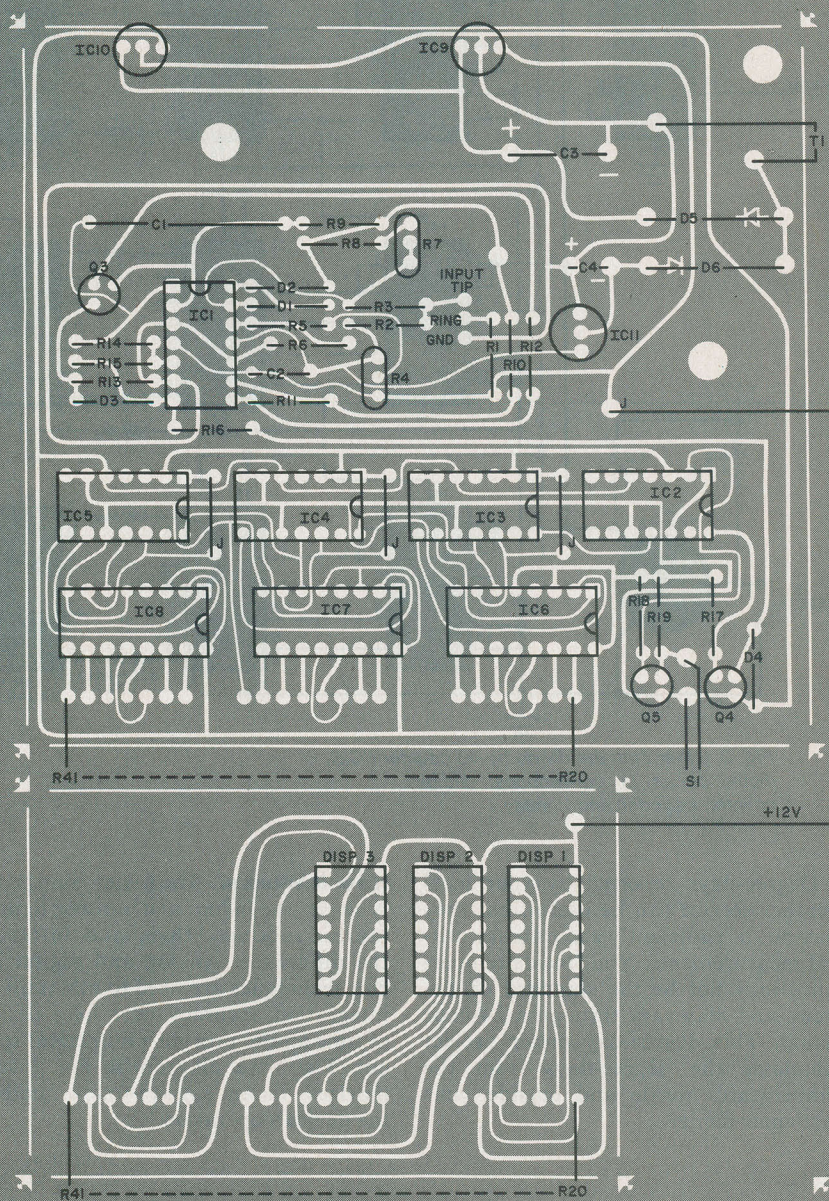 IC10
IC9
T1
+ C3 −
C1
R9
R8
R7
D5
Q3
D2
D1
R5
R6
C2
R11
IC1
R3
R2
R4
INPUT
TIP
RING
GND
R1
R12
R10
+ C4 −
D6
IC11
R14
R15
R13
D3
R16
J
IC5
IC4
IC3
IC2
J
J
J
IC8
IC7
IC6
R18
R19
R17
D4
Q5
Q4
R41
R20
S1
+12V
DISP 3
DISP 2
DISP 1
R41
R20